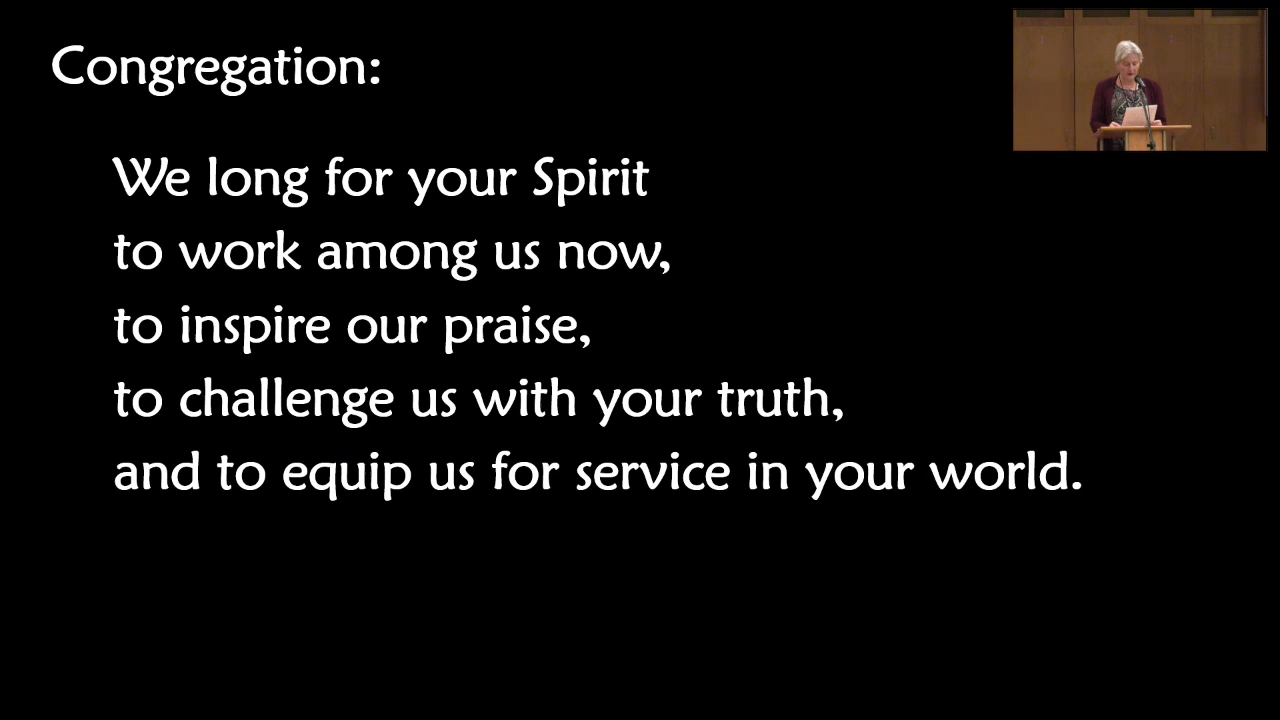 Congregation:
We long for your Spirit
to work among us now,
to inspire our praise,
to challenge us with your truth,
and to equip us for service in your world.